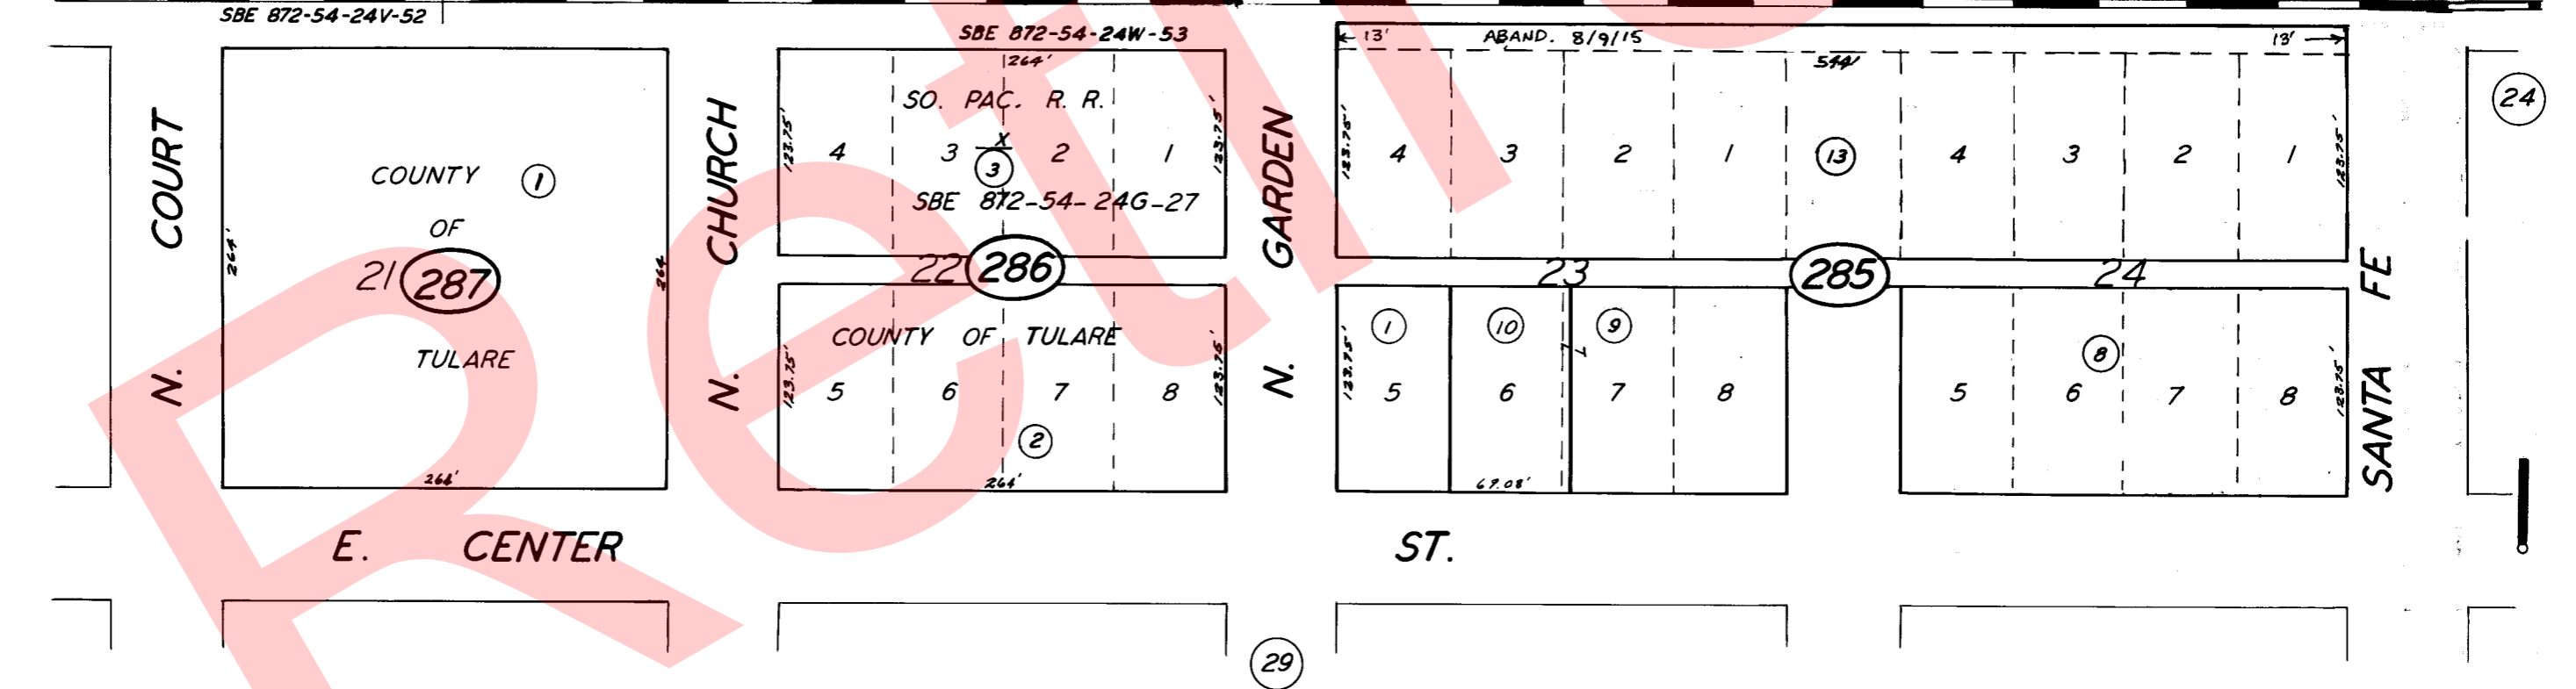 SBE 872-54-24V-52
SBE 872-54-24W-53
13' ABAND. 8/9/15 13'
264'
544'
24
N. COURT
N. CHURCH
N. GARDEN
SANTA FE
COUNTY 1
OF
21 287
TULARE
264'
264
264'
SO. PAC. R. R.
123.75' 4 3 X 2 1 123.75'
3
SBE 872-54-24G-27
22 286
COUNTY OF TULARE
123.75' 5 6 7 8 123.75'
2
264'
123.75' 4 3 2 1 13 4 3 2 1 123.75'
23 285 24
1 10 9 8
123.75' 5 6 7 8 5 6 7 8 123.75'
69.08'
E. CENTER ST.
29
Retif